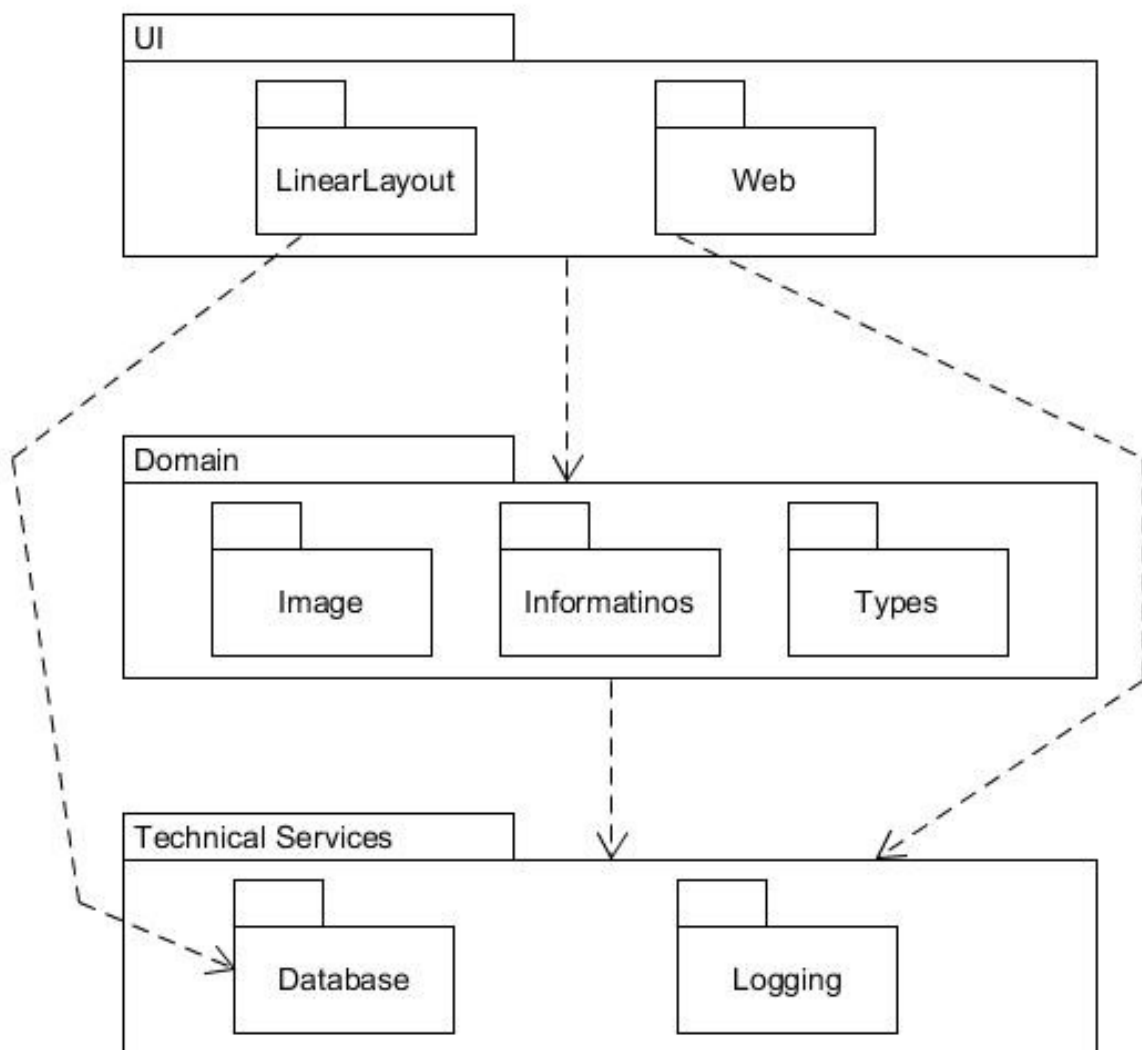 UI
LinearLayout
Web
Domain
Image
Informatinos
Types
Technical Services
Database
Logging